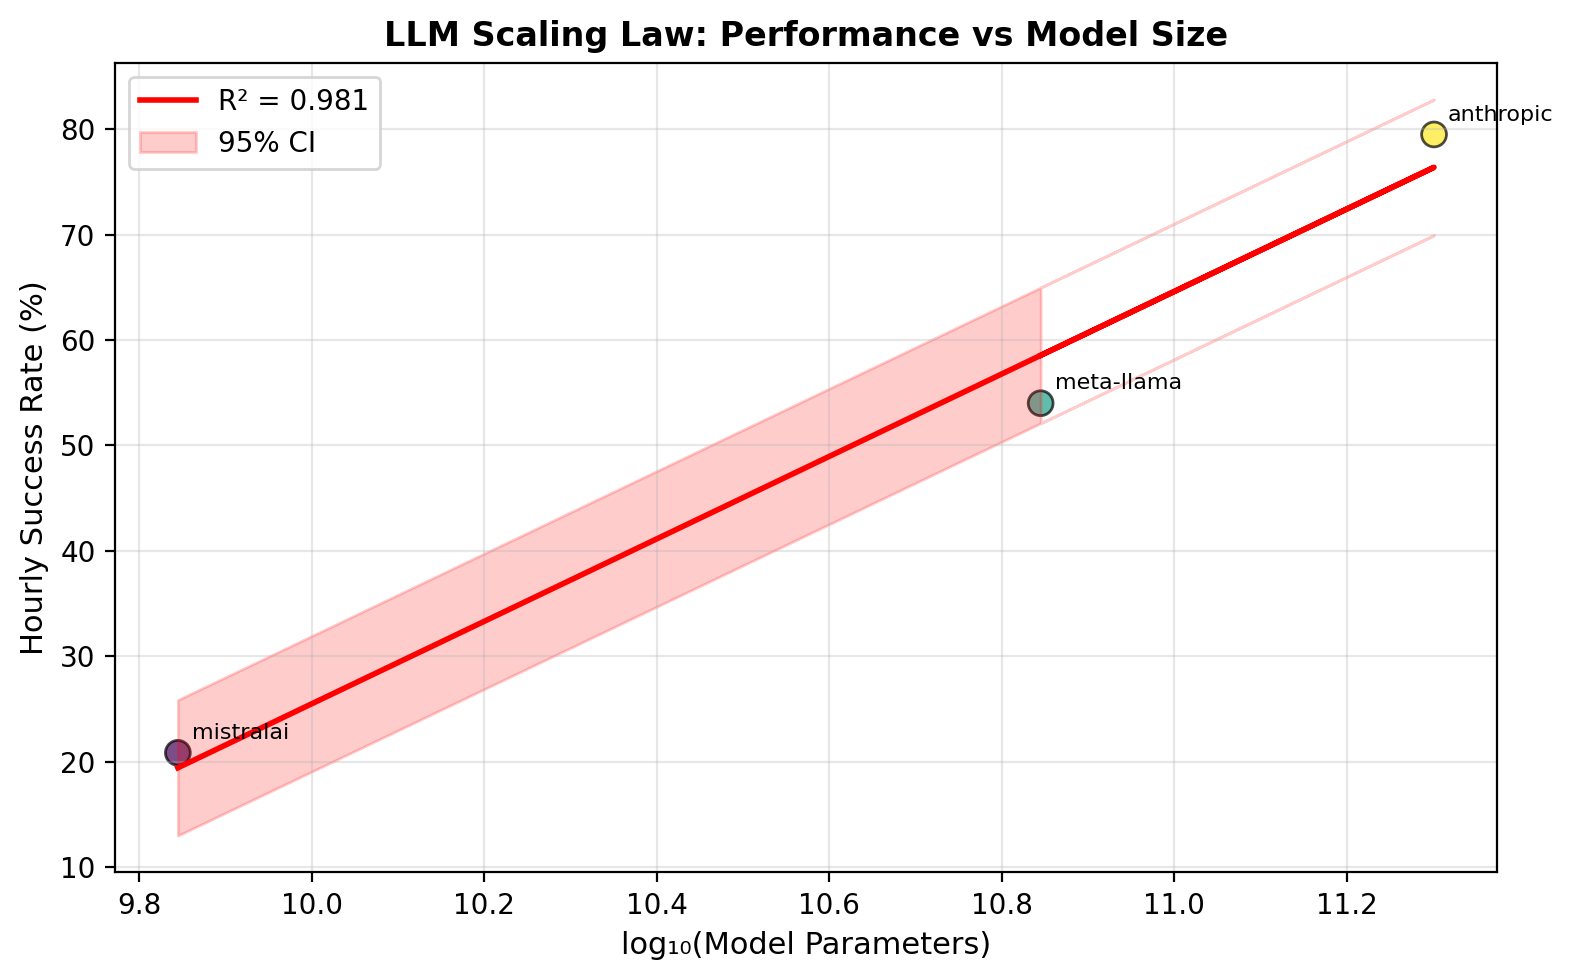 LLM Scaling Law: Performance vs Model Size
R² = 0.981
95% CI
anthropic
meta-llama
mistralai
Hourly Success Rate (%)
80
70
60
50
40
30
20
10
9.8 10.0 10.2 10.4 10.6 10.8 11.0 11.2
log₁₀(Model Parameters)